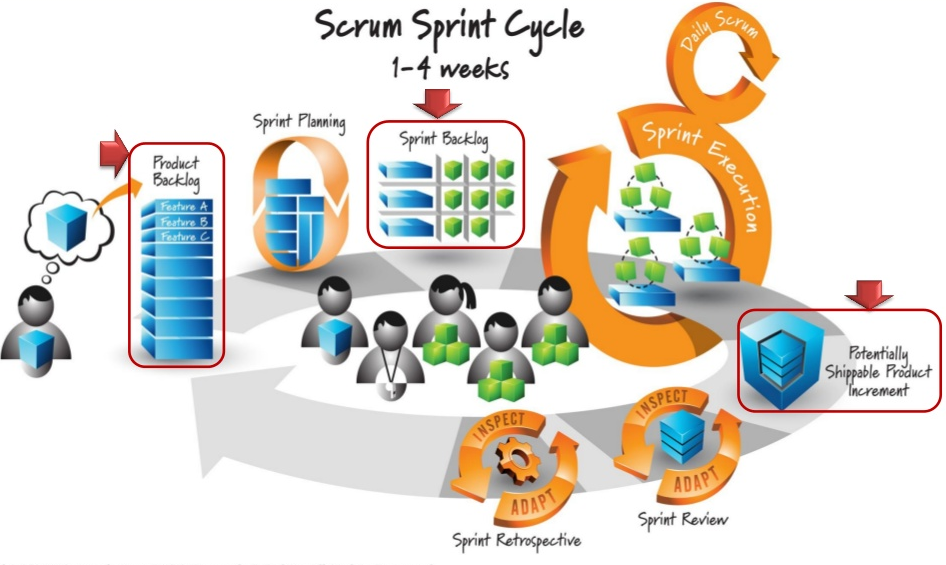 Scrum Sprint Cycle
1-4 weeks
Daily Scrum
Sprint Planning
Sprint Backlog
Sprint Execution
Product
Backlog
Feature A
Feature B
Feature C
Potentially
Shippable Product
Increment
INSPECT
ADAPT
Sprint Review
INSPECT
ADAPT
Sprint Retrospective